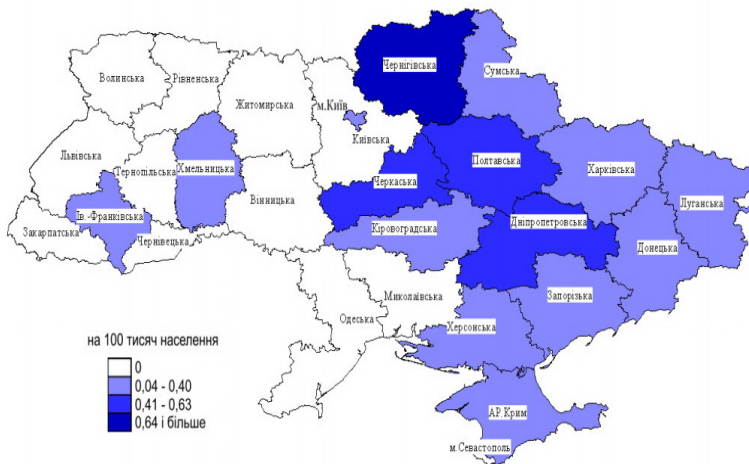 Волинська
Рівненська
Чернігівська
Сумська
Житомирська
м.Київ
Київська
Львівська
Тернопільська
Хмельницька
Вінницька
Черкаська
Полтавська
Харківська
Луганська
Ів.-Франківська
Закарпатська
Чернівецька
Кіровоградська
Дніпропетровська
Донецька
Миколаївська
Запорізька
Одеська
Херсонська
АР.Крим
м.Севастополь
на 100 тисяч населення
0
0,04 - 0,40
0,41 - 0,63
0,64 і більше